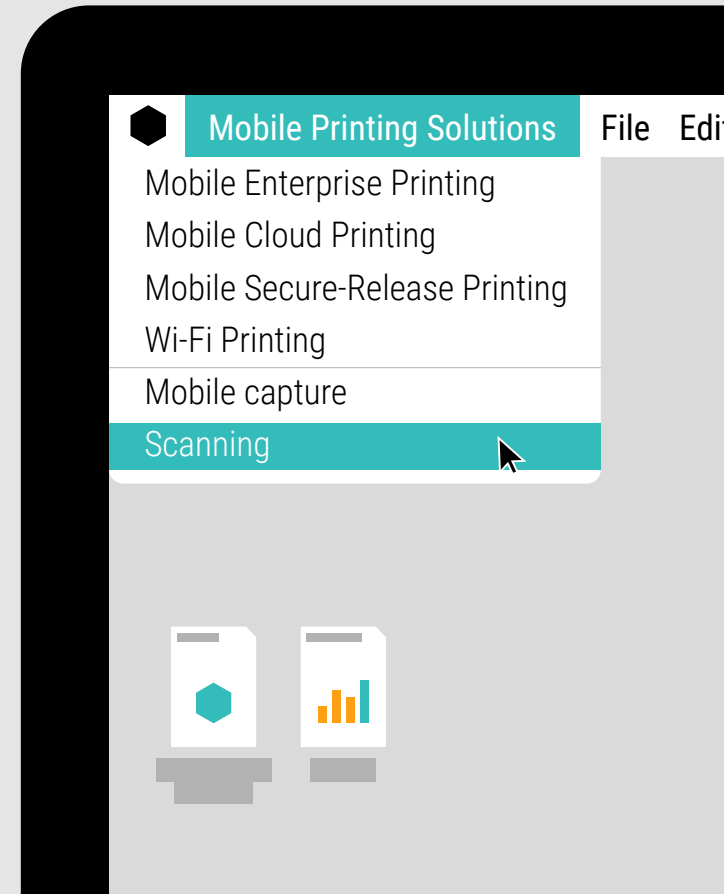 Mobile Printing Solutions File Edit
Mobile Enterprise Printing
Mobile Cloud Printing
Mobile Secure-Release Printing
Wi-Fi Printing
Mobile capture
Scanning